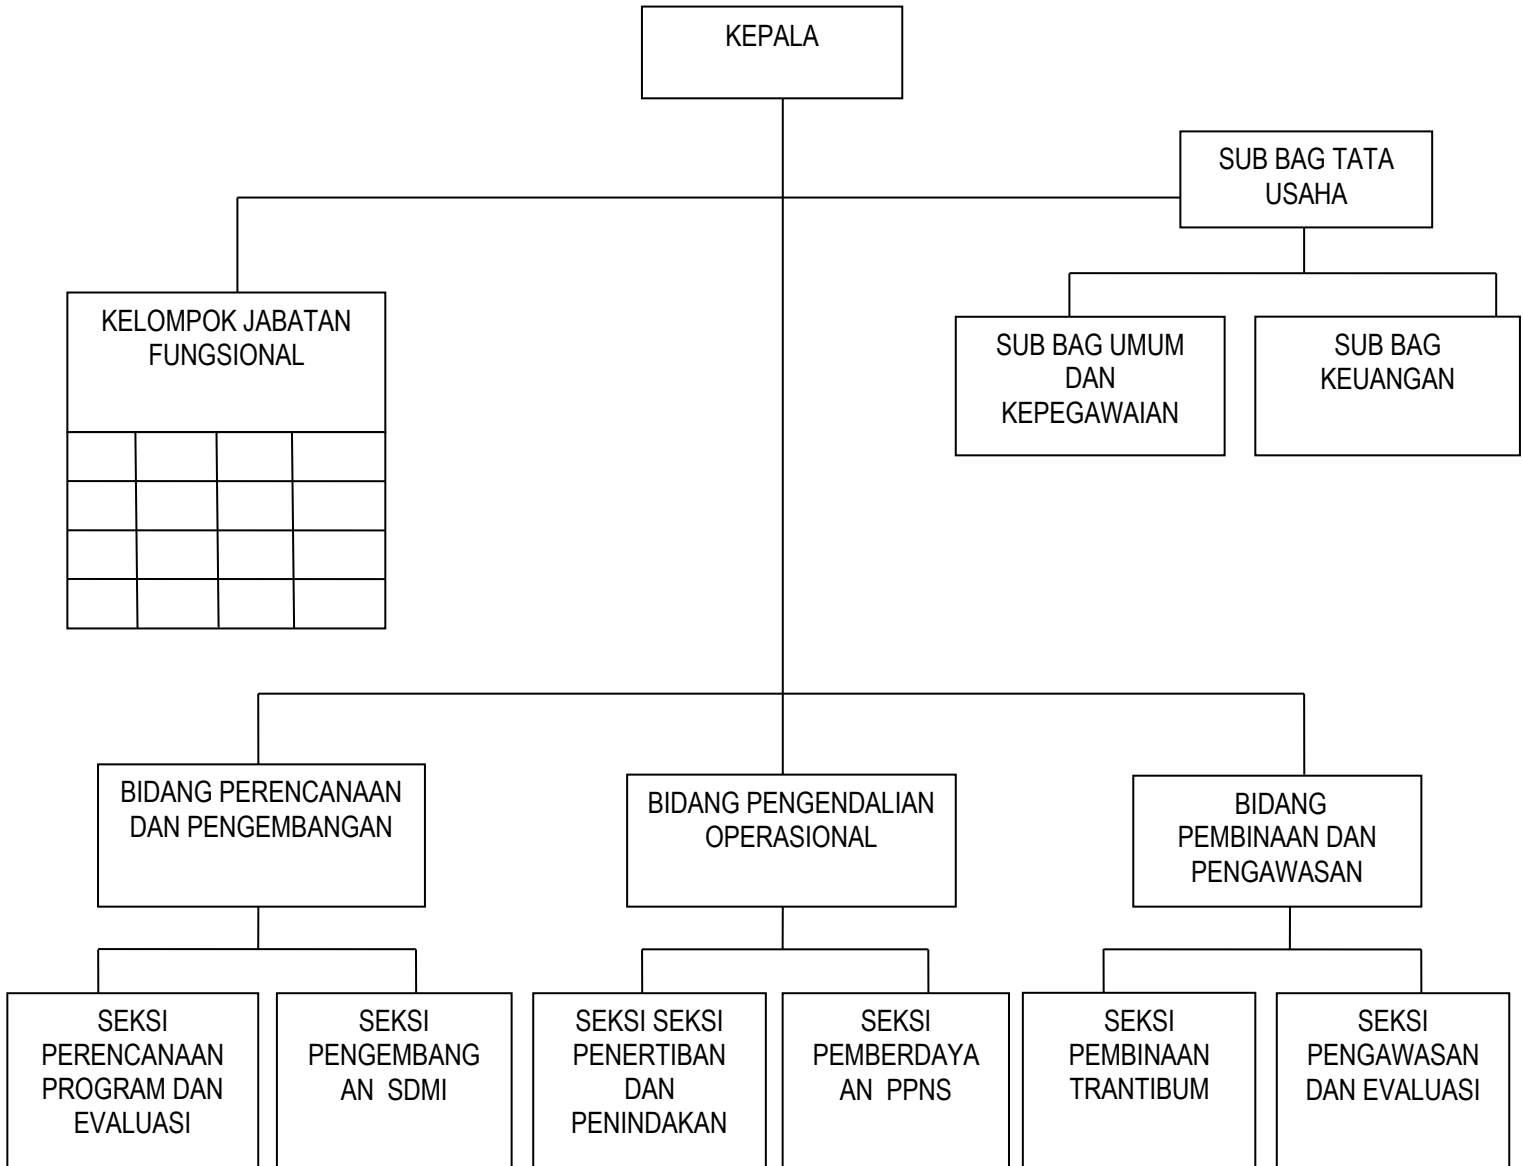 KEPALA
SUB BAG TATA
USAHA
KELOMPOK JABATAN
FUNGSIONAL
SUB BAG UMUM
DAN
KEPEGAWAIAN
SUB BAG
KEUANGAN
BIDANG PERENCANAAN
DAN PENGEMBANGAN
BIDANG PENGENDALIAN
OPERASIONAL
BIDANG
PEMBINAAN DAN
PENGAWASAN
SEKSI
PERENCANAAN
PROGRAM DAN
EVALUASI
SEKSI
PENGEMBANG
AN SDMI
SEKSI SEKSI
PENERTIBAN
DAN
PENINDAKAN
SEKSI
PEMBERDAYA
AN PPNS
SEKSI
PEMBINAAN
TRANTIBUM
SEKSI
PENGAWASAN
DAN EVALUASI